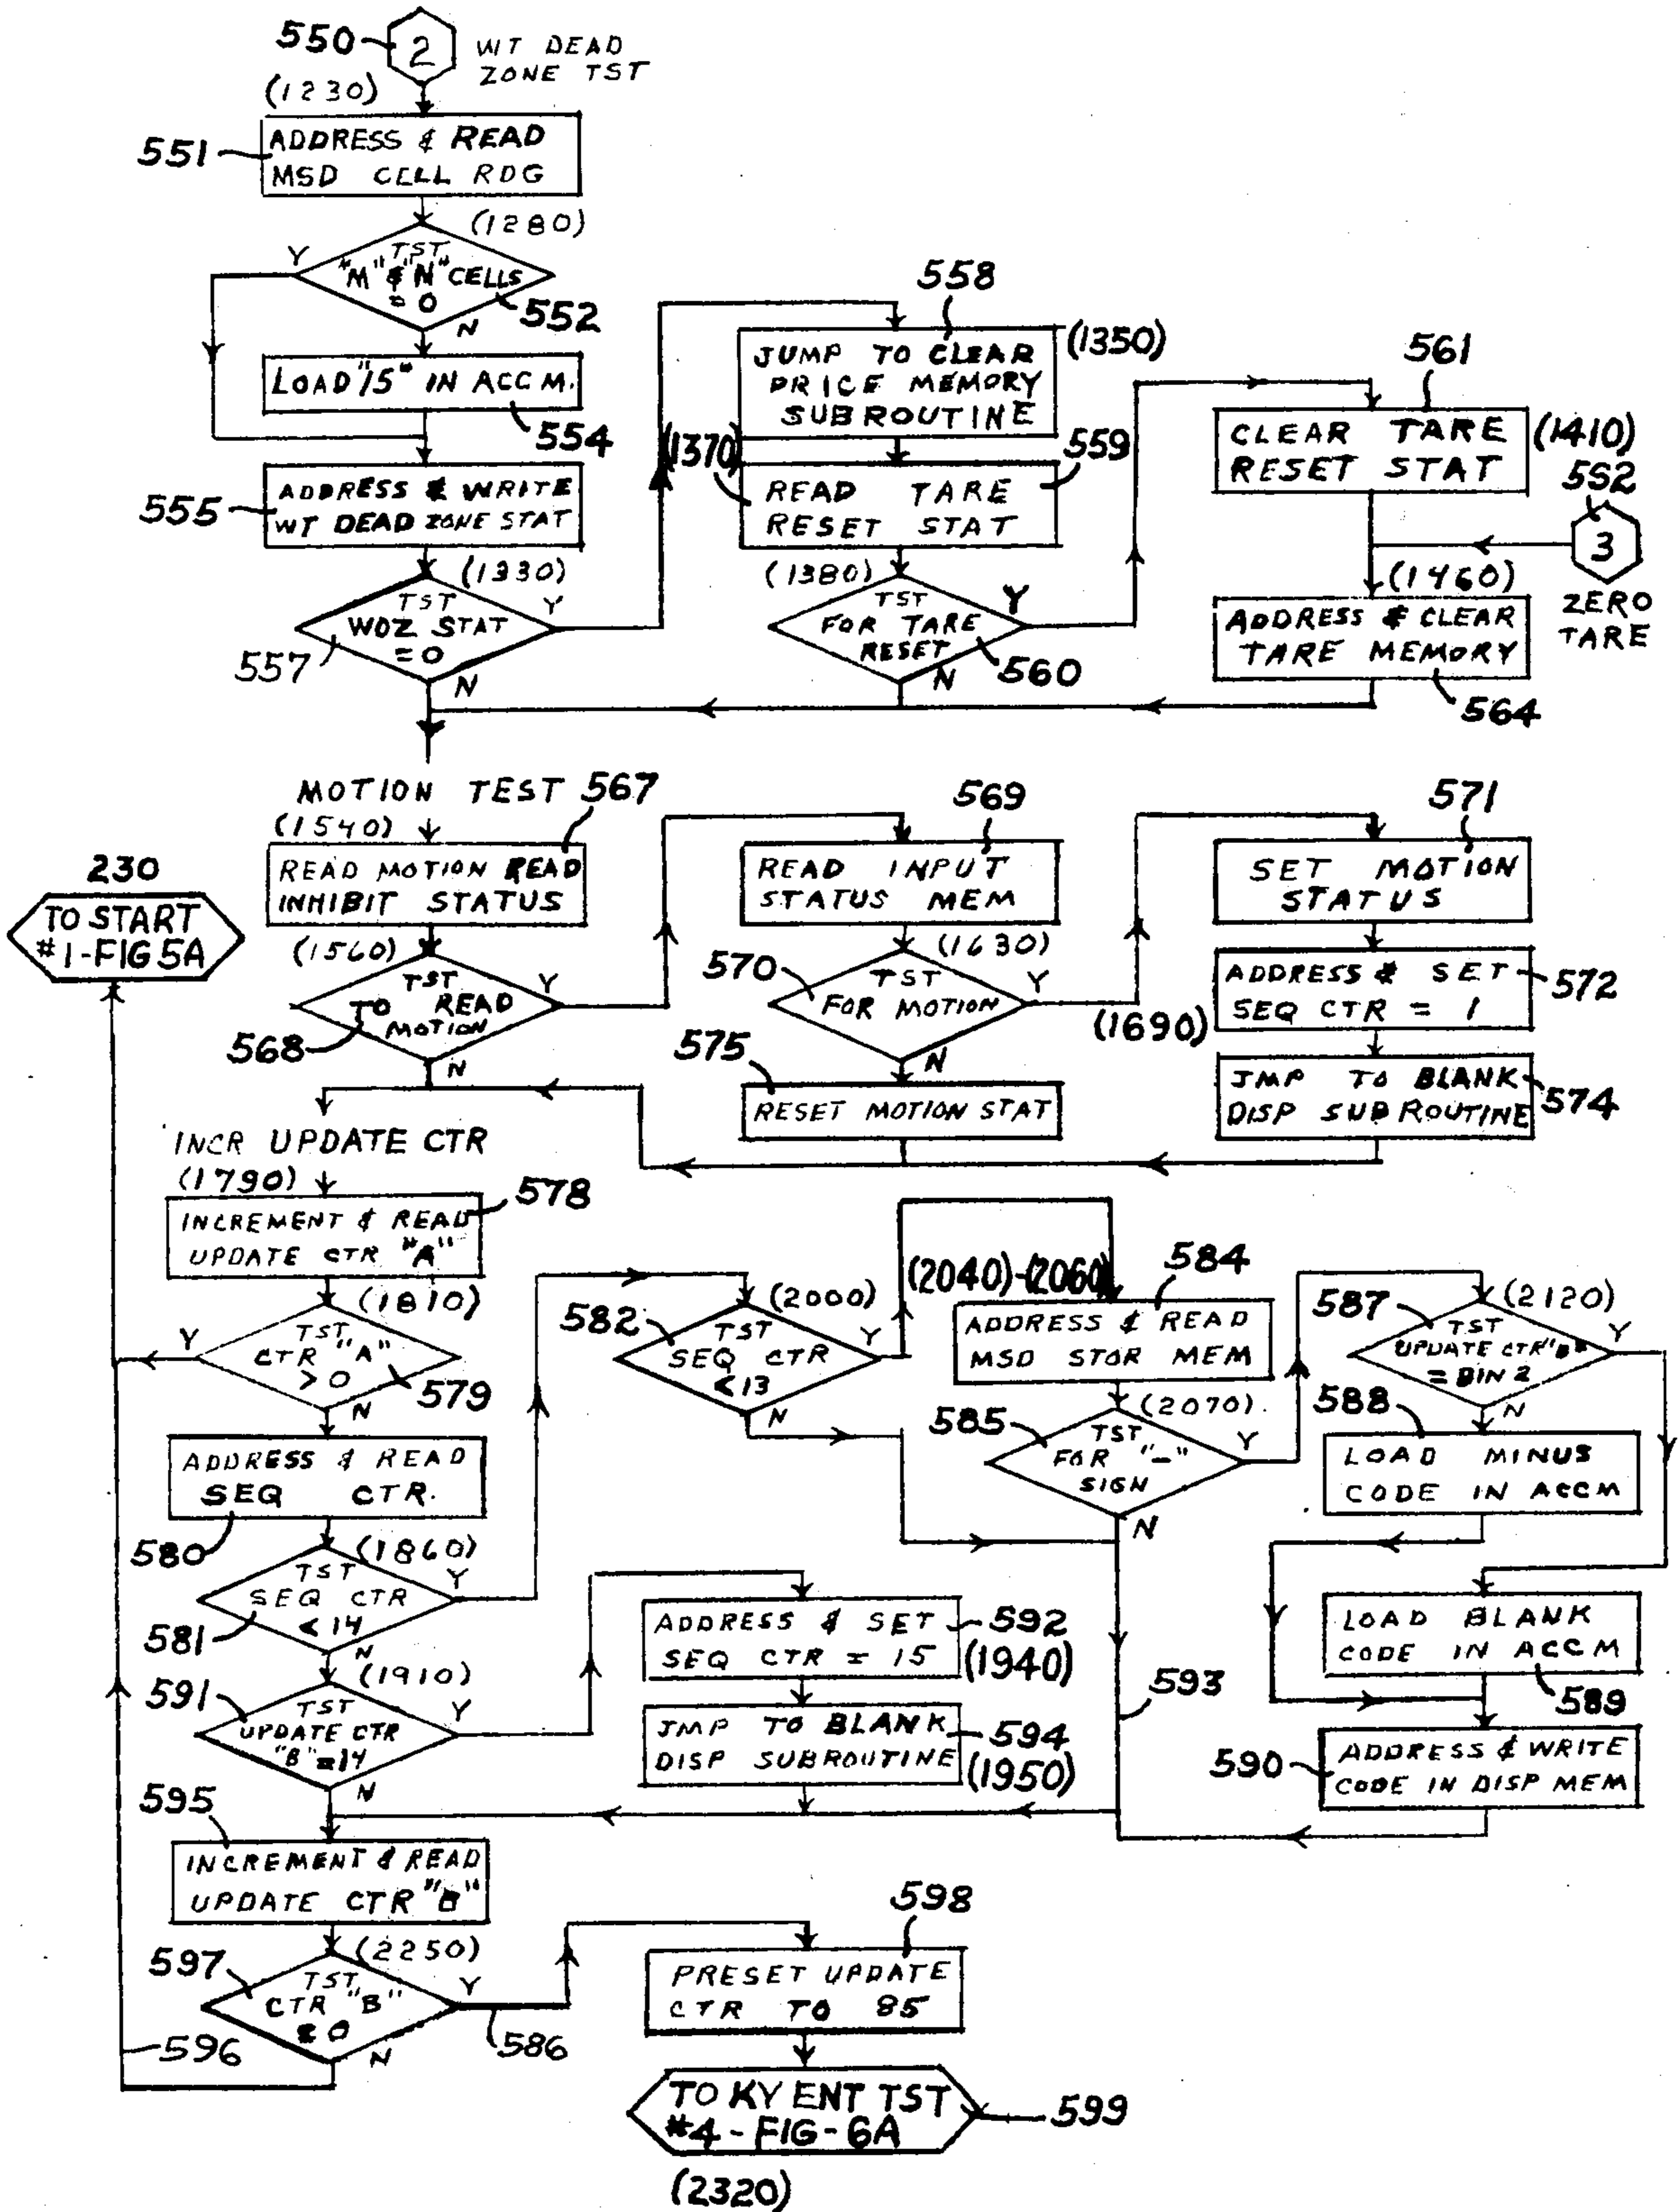 550
2
WT DEAD
ZONE TST
(1230)
551
ADDRESS & READ
MSD CELL RDG
(1280)
Y
TST
"M" & "N" CELLS
= 0
552
N
LOAD "15" IN ACCM.
554
555
ADDRESS & WRITE
WT DEAD ZONE STAT
(1330)
TST
WDZ STAT
= 0
Y
557
N
558
JUMP TO CLEAR
PRICE MEMORY
SUBROUTINE
(1350)
(1370)
559
READ TARE
RESET STAT
(1380)
TST
FOR TARE
RESET
Y
560
N
561
CLEAR TARE
RESET STAT
(1410)
552
3
ZERO
TARE
(1460)
ADDRESS & CLEAR
TARE MEMORY
564
MOTION TEST
567
(1540)
READ MOTION READ
INHIBIT STATUS
(1560)
TST
TO READ
MOTION
Y
568
N
569
READ INPUT
STATUS MEM
(1630)
570
TST
FOR MOTION
Y
N
575
RESET MOTION STAT
571
SET MOTION
STATUS
(1690)
ADDRESS & SET
SEQ CTR = 1
572
JMP TO BLANK
DISP SUBROUTINE
574
230
TO START
#1-FIG 5A
INCR UPDATE CTR
(1790)
578
INCREMENT & READ
UPDATE CTR "A"
(1810)
Y
TST
CTR "A"
> 0
579
N
ADDRESS & READ
SEQ CTR.
580
(1860)
TST
SEQ CTR
< 14
Y
581
N
582
(2000)
TST
SEQ CTR
< 13
Y
N
(2040)-(2060)
584
ADDRESS & READ
MSD STOR MEM
(2070).
585
TST
FOR "-"
SIGN
Y
N
587
(2120)
TST
UPDATE CTR "B"
= BIN 2
Y
N
588
LOAD MINUS
CODE IN ACCM
LOAD BLANK
CODE IN ACCM
589
590
ADDRESS & WRITE
CODE IN DISP MEM
591
(1910)
TST
UPDATE CTR
"B" = 14
Y
N
ADDRESS & SET
SEQ CTR = 15
592
(1940)
JMP TO BLANK
DISP SUBROUTINE
594
(1950)
593
595
INCREMENT & READ
UPDATE CTR "B"
(2250)
597
TST
CTR "B"
= 0
Y
586
N
596
598
PRESET UPDATE
CTR TO 85
TO KY ENT TST
#4-FIG-6A
599
(2320)